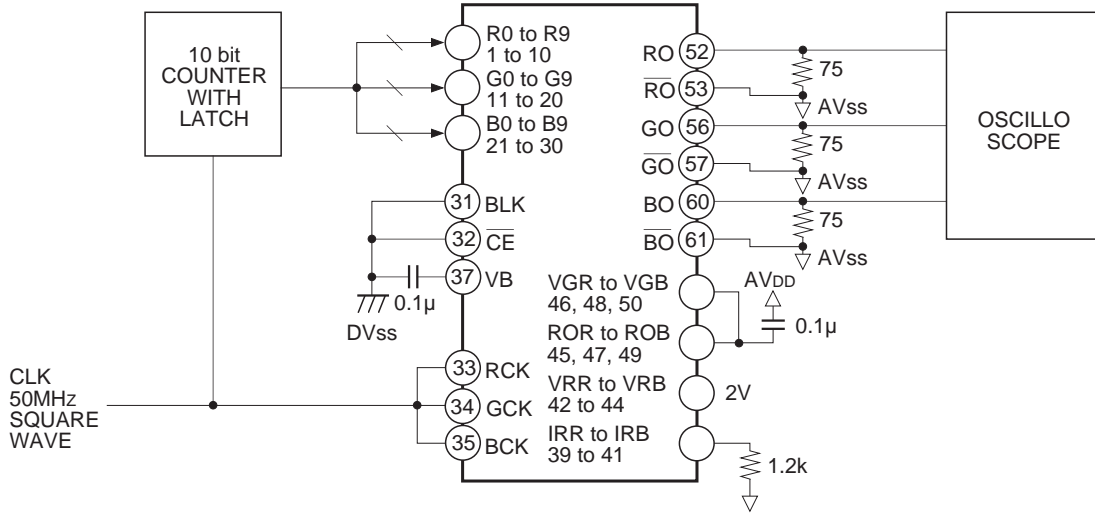 10 bit
COUNTER
WITH
LATCH
R0 to R9
1 to 10
G0 to G9
11 to 20
B0 to B9
21 to 30
31 BLK
32 CE
37 VB
0.1µ
DVss
33 RCK
34 GCK
35 BCK
CLK
50MHz
SQUARE
WAVE
RO 52
75
RO 53
AVss
GO 56
75
GO 57
AVss
BO 60
75
BO 61
AVss
VGR to VGB
46, 48, 50
AVDD
0.1µ
ROR to ROB
45, 47, 49
VRR to VRB
42 to 44
2V
IRR to IRB
39 to 41
1.2k
OSCILLO
SCOPE